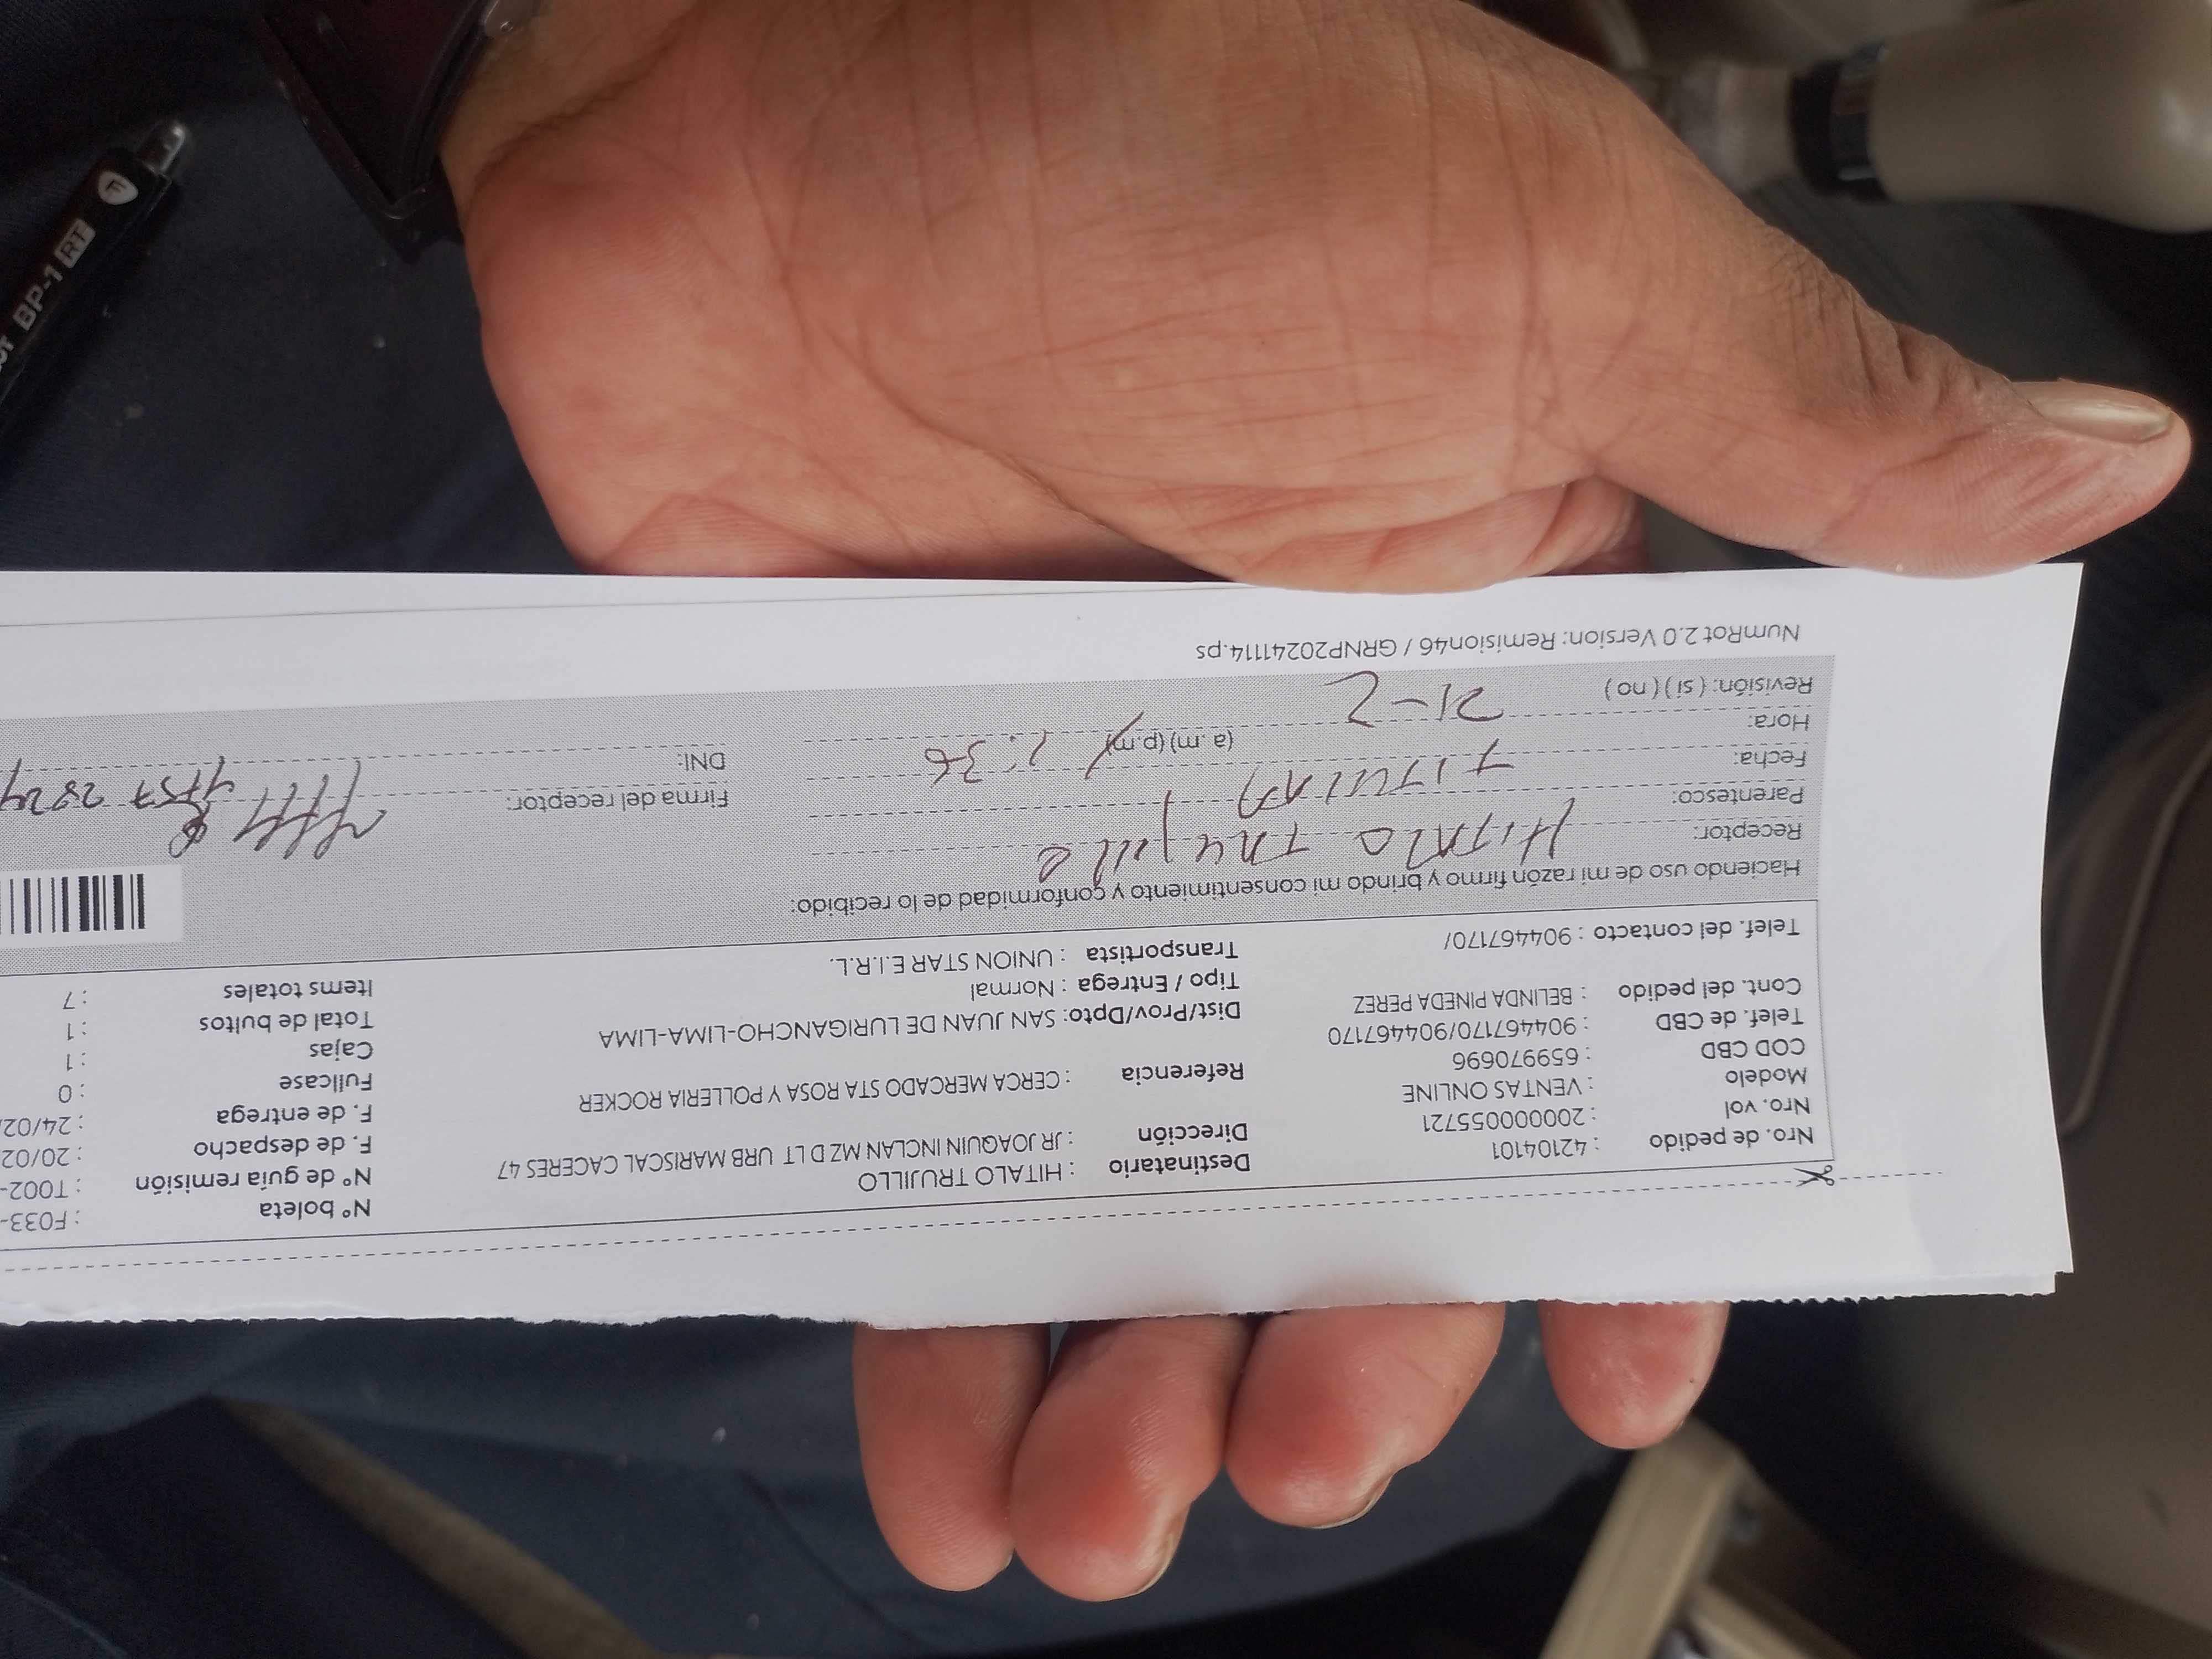 Nro. de pedido : 42104101
Nro. vol : 200000055721
Modelo : VENTAS ONLINE
COD CBD : 659970696
Telef. de CBD : 904467170/904467170
Cont. del pedido : BELINDA PINEDA PEREZ
Telef. del contacto : 904467170/
Destinatario : HITALO TRUJILLO
Dirección : JR JOAQUIN INCLAN MZ D LT URB MARISCAL CACERES 47
Referencia : CERCA MERCADO STA ROSA Y POLLERIA ROCKER
Dist/Prov/Dpto: SAN JUAN DE LURIGANCHO-LIMA-LIMA
Tipo / Entrega : Normal
Transportista : UNION STAR E.I.R.L.
N° boleta : F033-
N° de guía remisión : T002-
F. de despacho : 20/02
F. de entrega : 24/02/
Fullcase : 0
Cajas : 1
Total de bultos : 1
Items totales : 7
Haciendo uso de mi razón firmo y brindo mi consentimiento y conformidad de lo recibido:
Receptor: HITALO TRUJILLO
Parentesco: TITULAR
Fecha: 21-2
Hora: (a.m) (p.m) 1:36
Revisión: ( si ) ( no )
Firma del receptor:
DNI:
NumRot 2.0 Version: Remision46 / GRNP20241114.ps
BP-1 RT
F